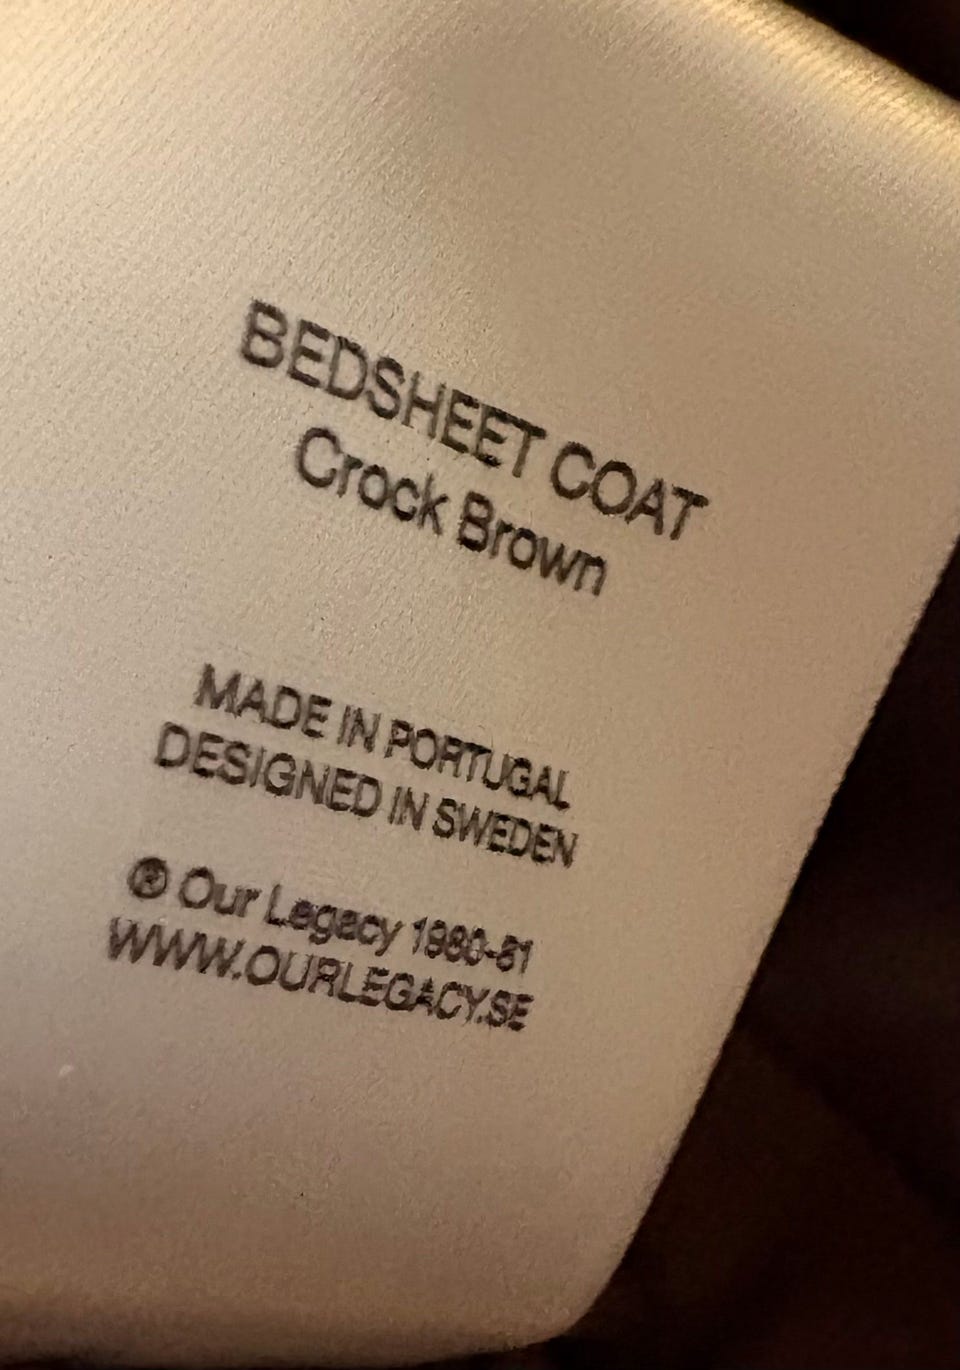 BEDSHEET COAT
Crock Brown
MADE IN PORTUGAL
DESIGNED IN SWEDEN
® Our Legacy 1980-81
WWW.OURLEGACY.SE